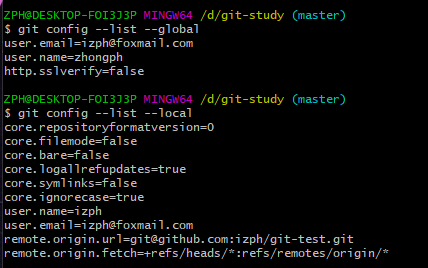 ZPH@DESKTOP-FOI3J3P MINGW64 /d/git-study (master)
$ git config --list --global
user.email=izph@foxmail.com
user.name=zhongph
http.sslverify=false
ZPH@DESKTOP-FOI3J3P MINGW64 /d/git-study (master)
$ git config --list --local
core.repositoryformatversion=0
core.filemode=false
core.bare=false
core.logallrefupdates=true
core.symlinks=false
core.ignorecase=true
user.name=izph
user.email=izph@foxmail.com
remote.origin.url=git@github.com:izph/git-test.git
remote.origin.fetch=+refs/heads/*:refs/remotes/origin/*